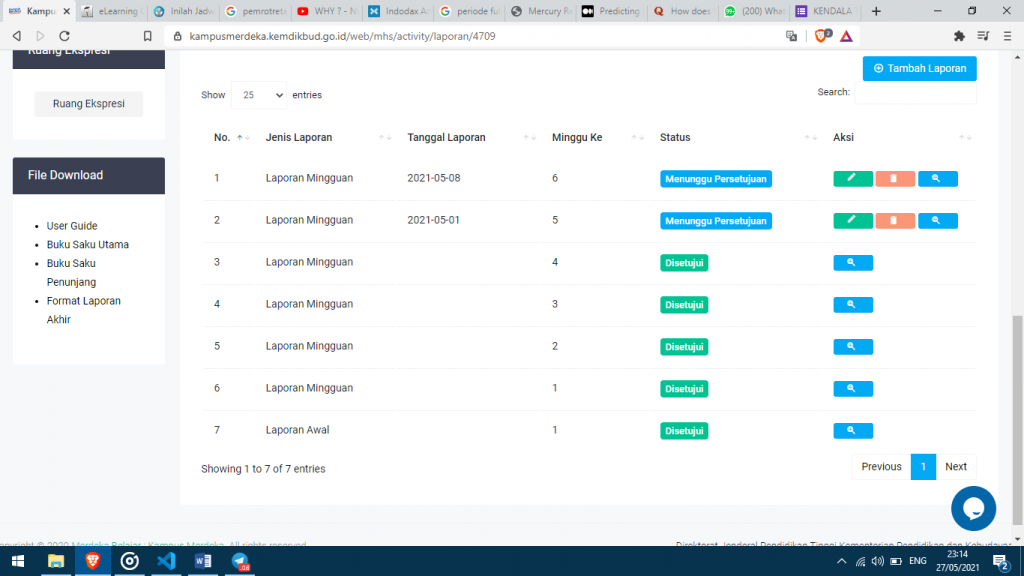 Kampu
eLearning
Inilah Jadw
pemrotret
WHY ? - N
Indodax A
periode fu
Mercury R
Predicting
How does
(200) What
KENDALA
kampusmerdeka.kemdikbud.go.id/web/mhs/activity/laporan/4709
Ruang Ekspresi
Ruang Ekspresi
File Download
User Guide
Buku Saku Utama
Buku Saku
Penunjang
Format Laporan
Akhir
Tambah Laporan
Show 25 entries
Search:
No. Jenis Laporan Tanggal Laporan Minggu Ke Status Aksi
1 Laporan Mingguan 2021-05-08 6 Menunggu Persetujuan
2 Laporan Mingguan 2021-05-01 5 Menunggu Persetujuan
3 Laporan Mingguan 4 Disetujui
4 Laporan Mingguan 3 Disetujui
5 Laporan Mingguan 2 Disetujui
6 Laporan Mingguan 1 Disetujui
7 Laporan Awal 1 Disetujui
Showing 1 to 7 of 7 entries
Previous 1 Next
2020 Merdeka Belajar : Kampus Merdeka. All rights reserved.
Direktorat Jenderal Pendidikan Tinggi Kementerian Pendidikan dan Kebudayaan
ENG
23:14
27/05/2021
2